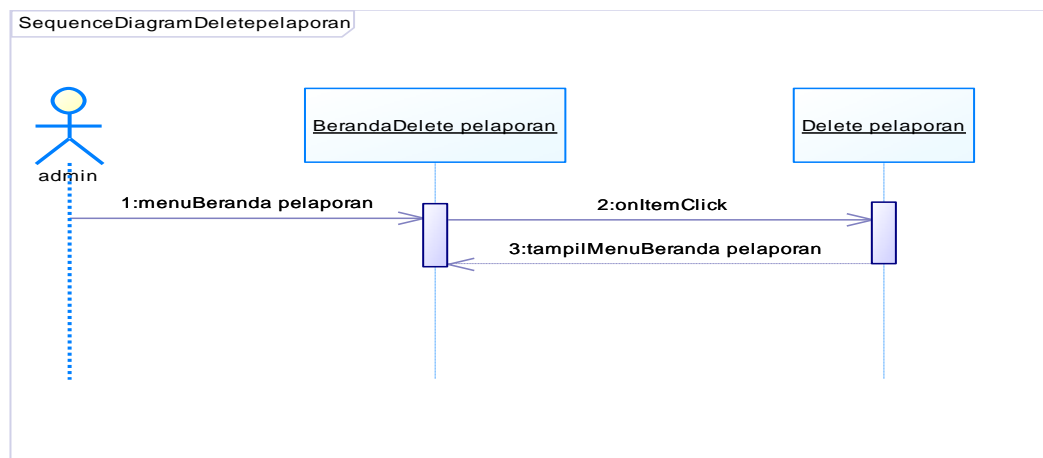 SequenceDiagramDeletepelaporan
BerandaDelete pelaporan
Delete pelaporan
admin
1:menuBeranda pelaporan
2:onItemClick
3:tampilMenuBeranda pelaporan